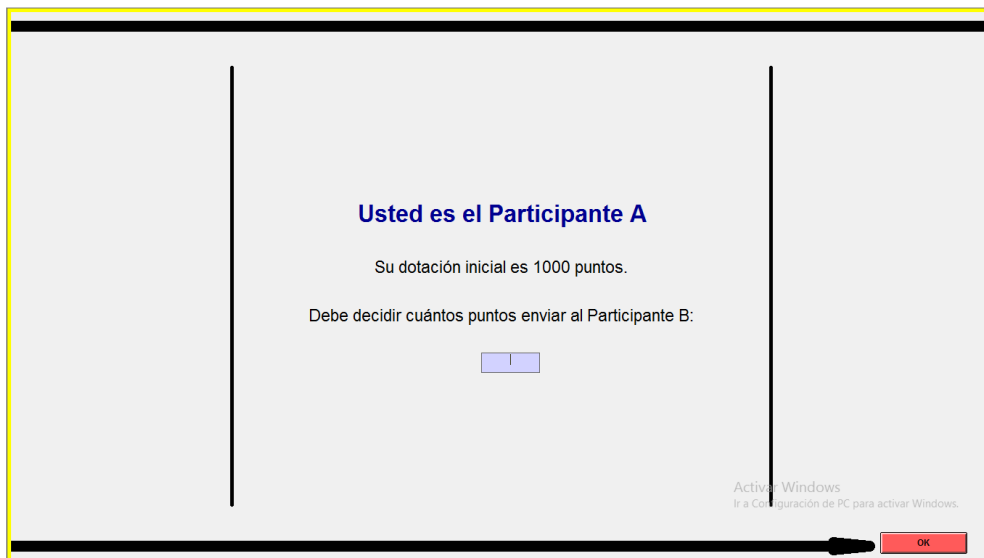 Usted es el Participante A
Su dotación inicial es 1000 puntos.
Debe decidir cuántos puntos enviar al Participante B:
Activar Windows
Ir a Configuración de PC para activar Windows.
OK